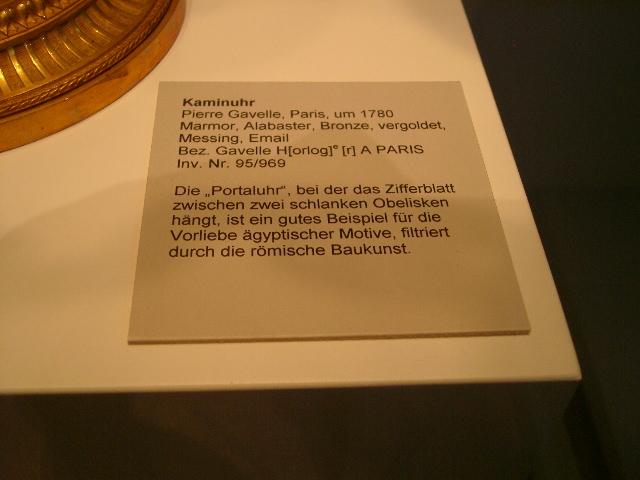 Kaminuhr
Pierre Gavelle, Paris, um 1780
Marmor, Alabaster, Bronze, vergoldet,
Messing, Email
Bez. Gavelle H[orlog]e [r] A PARIS
Inv. Nr. 95/969
Die „Portaluhr“, bei der das Zifferblatt
zwischen zwei schlanken Obelisken
hängt, ist ein gutes Beispiel für die
Vorliebe ägyptischer Motive, filtriert
durch die römische Baukunst.